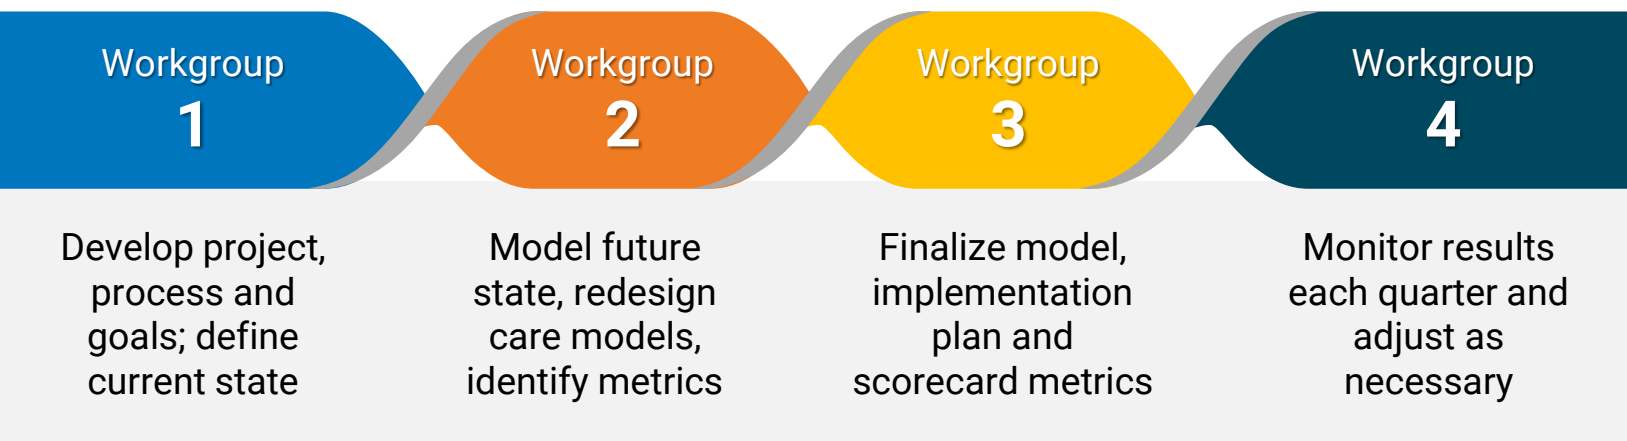 Workgroup
1
Develop project,
process and
goals; define
current state
Workgroup
2
Model future
state, redesign
care models,
identify metrics
Workgroup
3
Finalize model,
implementation
plan and
scorecard metrics
Workgroup
4
Monitor results
each quarter and
adjust as
necessary